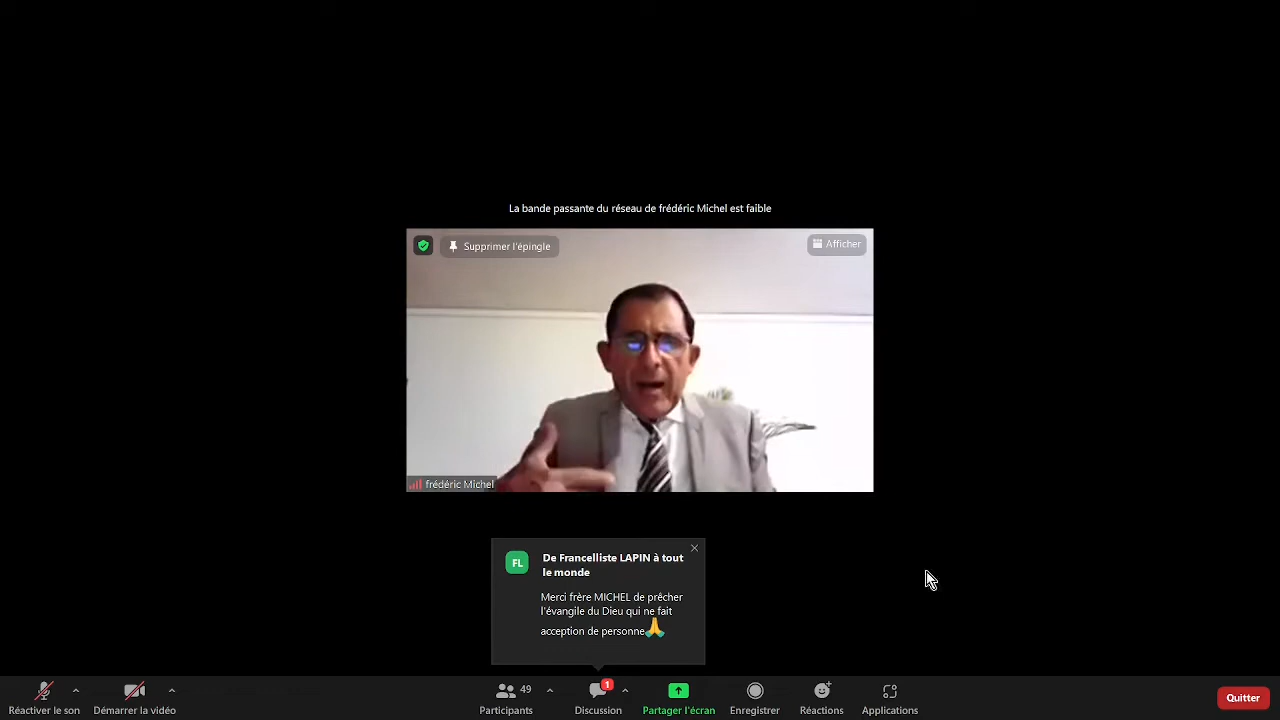 La bande passante du réseau de frédéric Michel est faible
Supprimer l'épingle
Afficher
frédéric Michel
FL
De Francelliste LAPIN à tout
le monde
Merci frère MICHEL de prêcher
l'évangile du Dieu qui ne fait
acception de personne🙏
49
1
Réactiver le son
Démarrer la vidéo
Participants
Discussion
Partager l'écran
Enregistrer
Réactions
Applications
Quitter